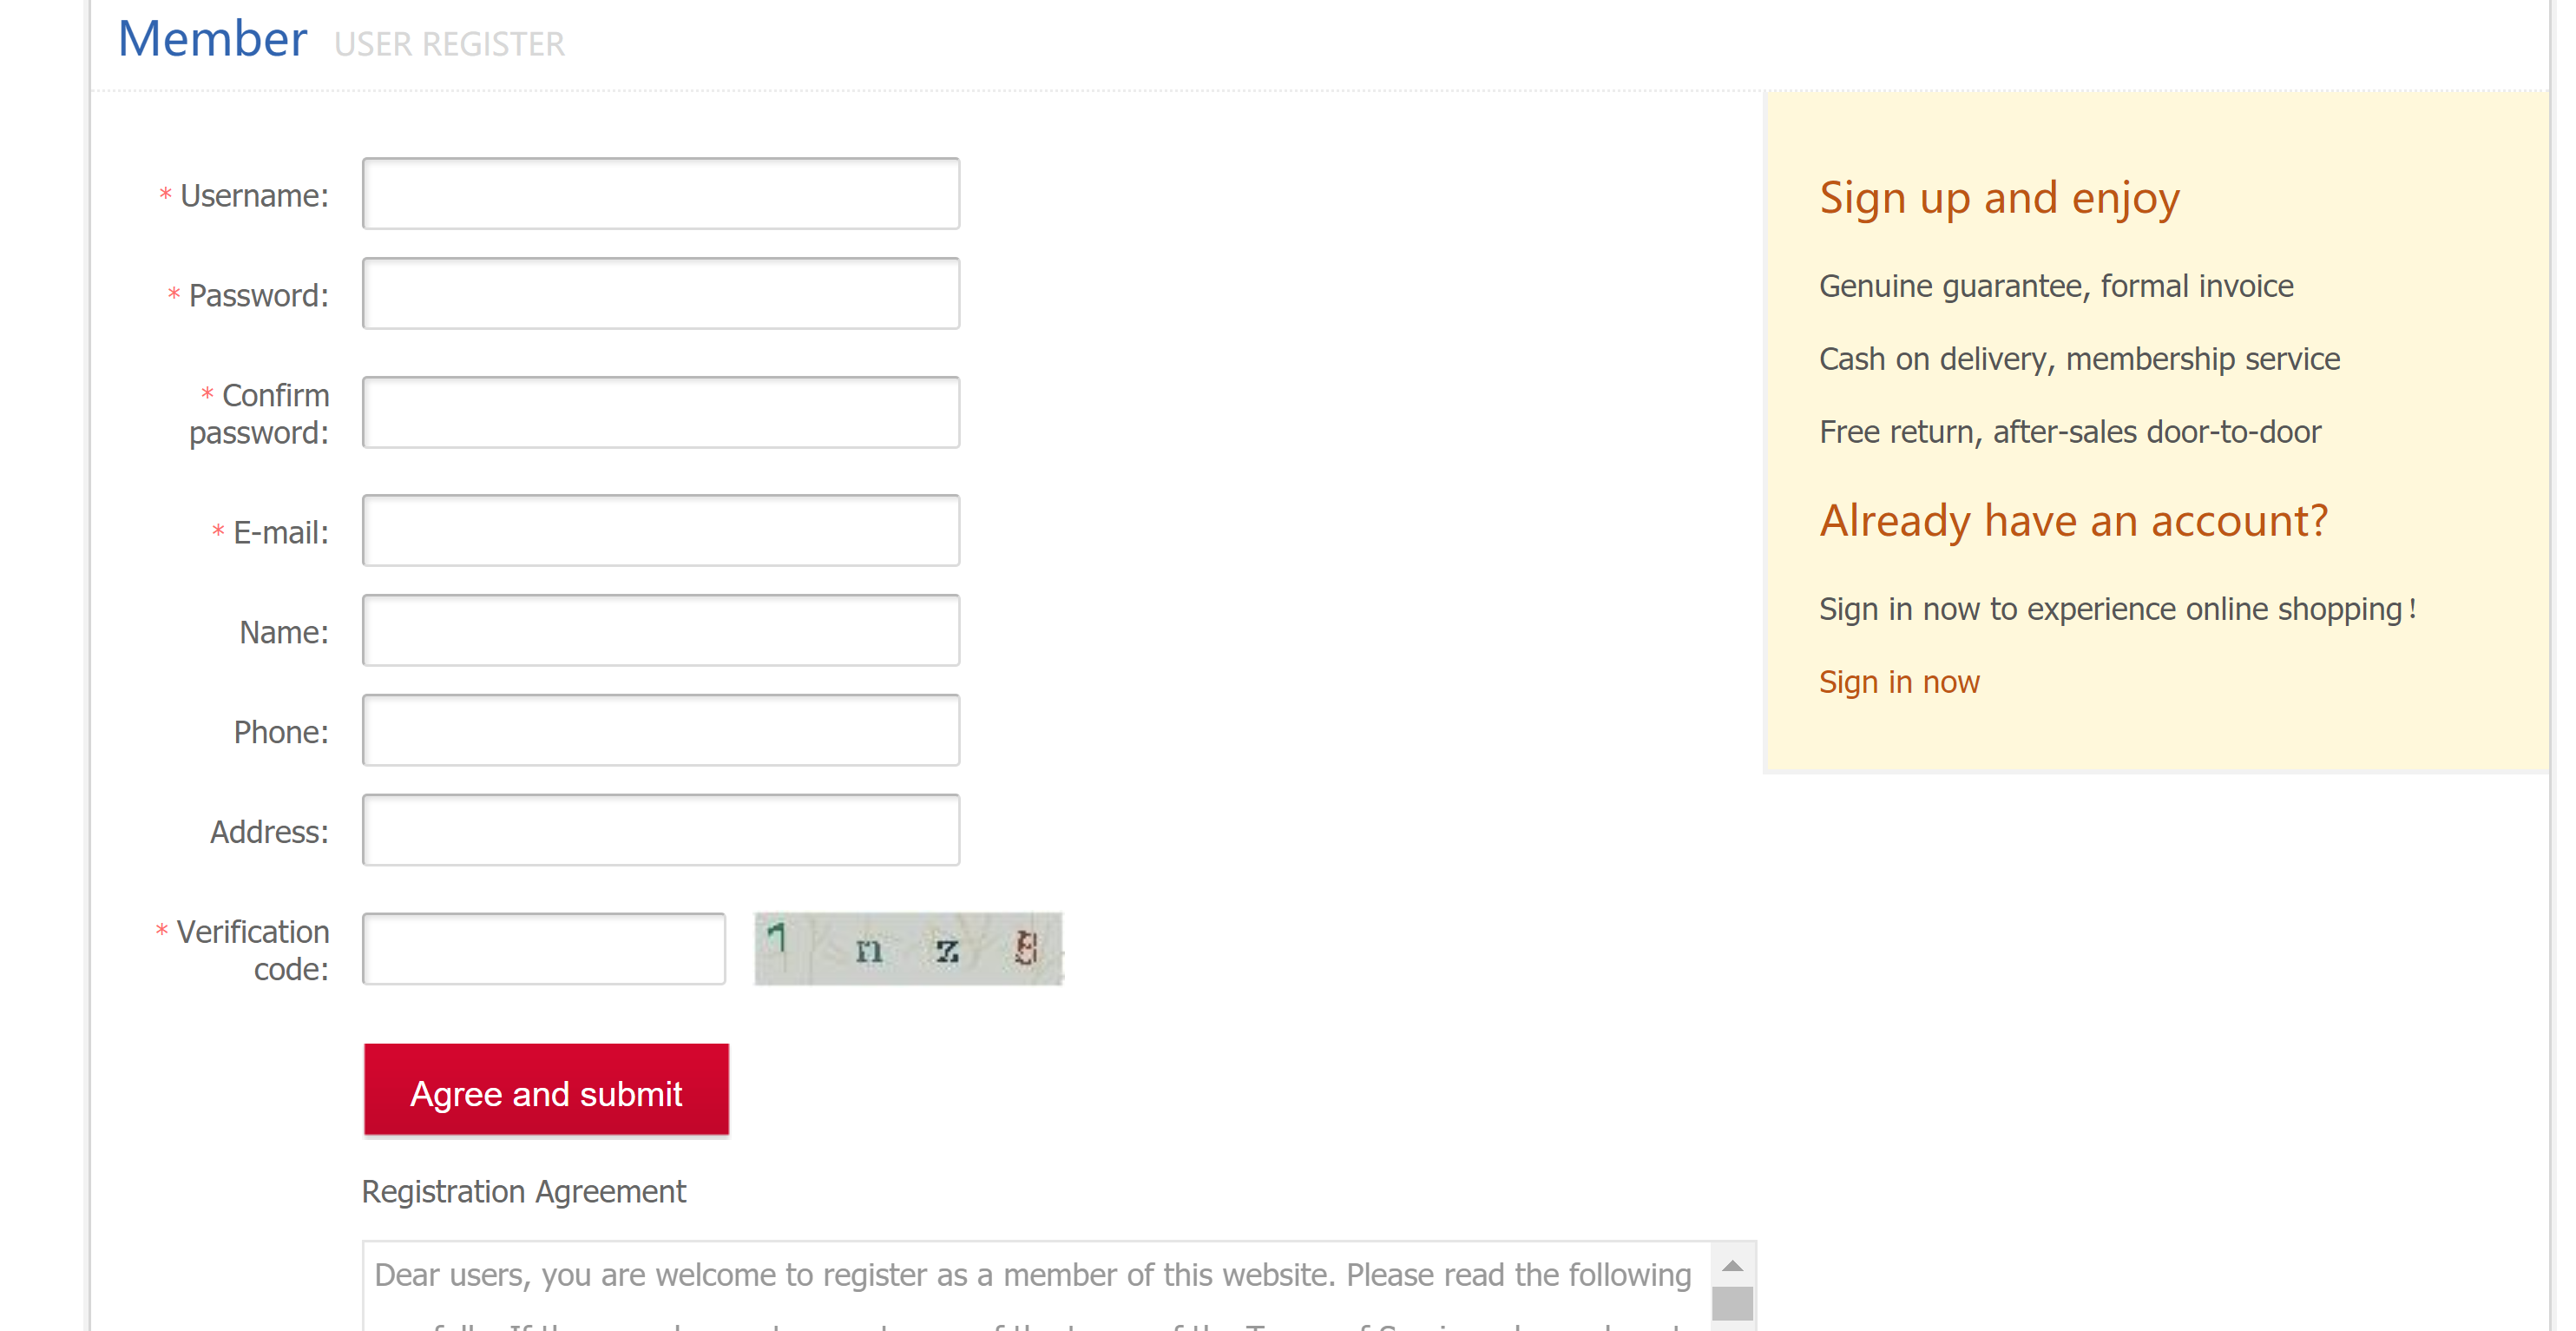 Member USER REGISTER
* Username:
* Password:
* Confirm
password:
* E-mail:
Name:
Phone:
Address:
* Verification
code:
n z
Agree and submit
Registration Agreement
Dear users, you are welcome to register as a member of this website. Please read the following
Sign up and enjoy
Genuine guarantee, formal invoice
Cash on delivery, membership service
Free return, after-sales door-to-door
Already have an account?
Sign in now to experience online shopping！
Sign in now